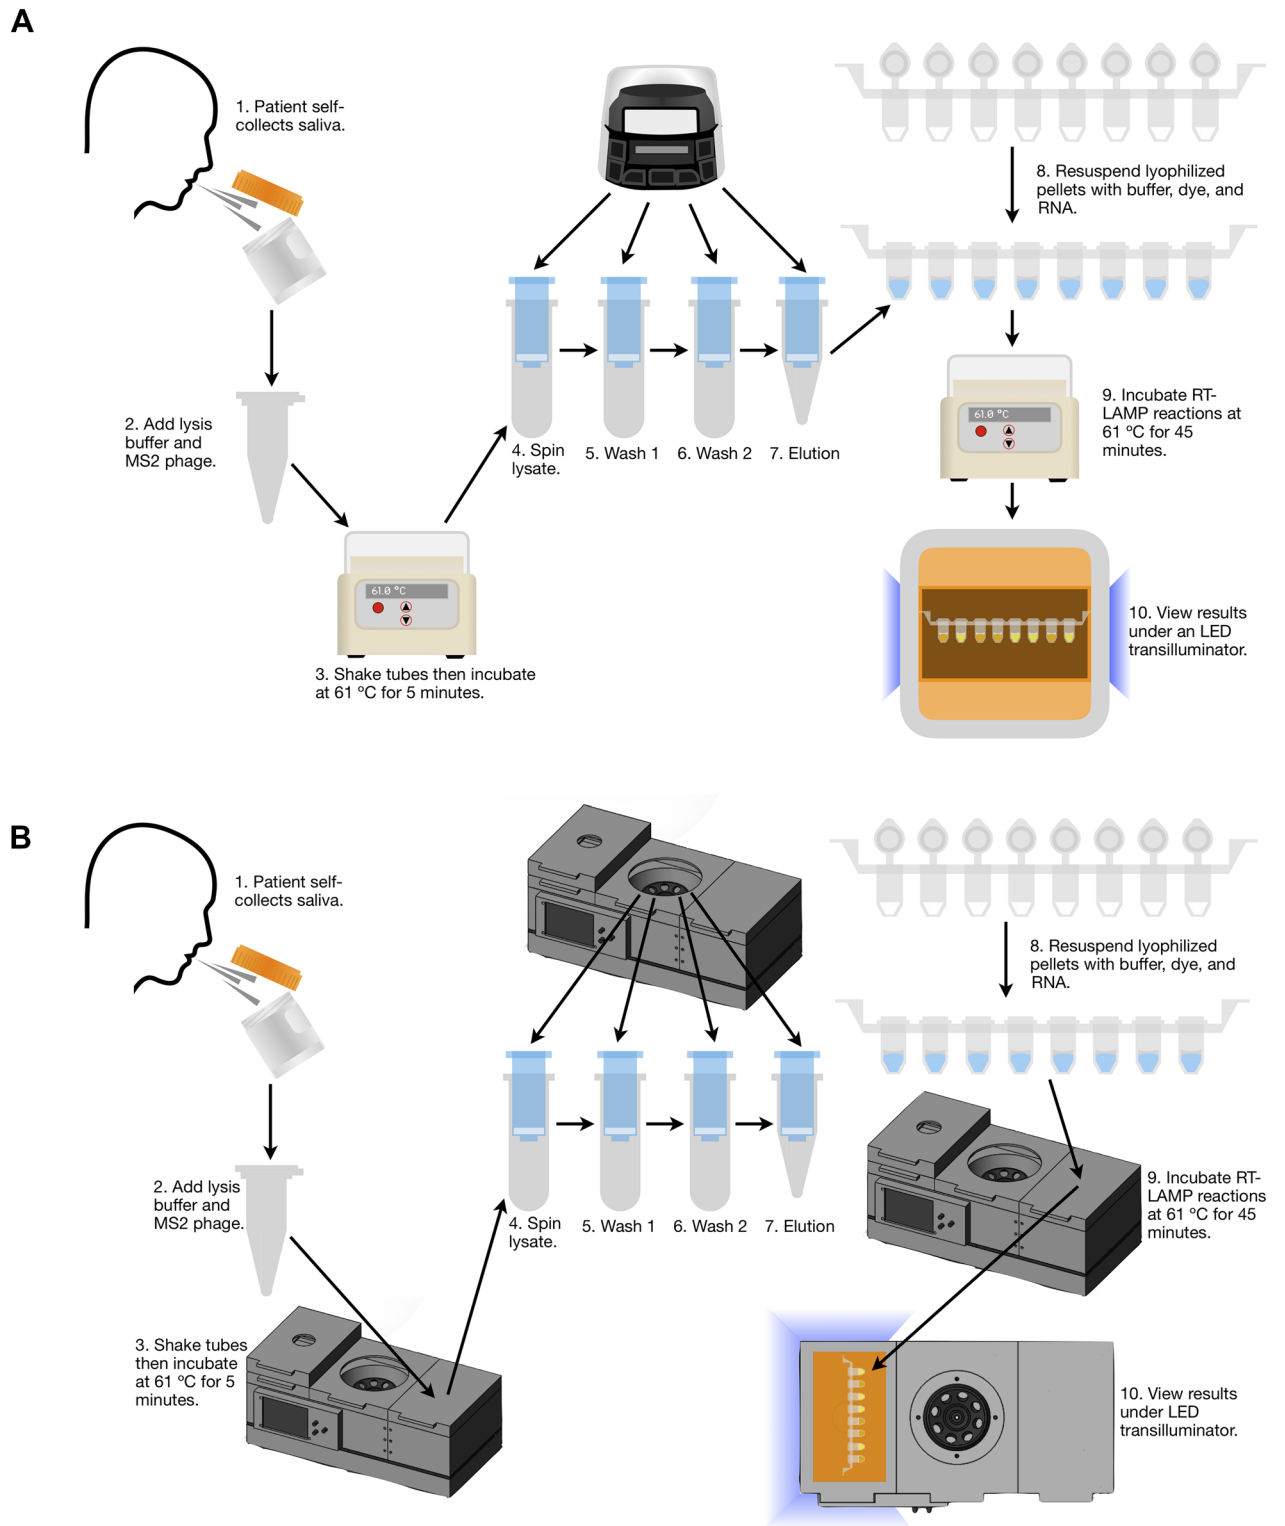 A
1. Patient self-
collects saliva.
2. Add lysis
buffer and
MS2 phage.
61.0 ºC
3. Shake tubes then incubate
at 61 ºC for 5 minutes.
4. Spin
lysate.
5. Wash 1
6. Wash 2
7. Elution
8. Resuspend lyophilized
pellets with buffer, dye, and
RNA.
61.0 ºC
9. Incubate RT-
LAMP reactions at
61 ºC for 45
minutes.
10. View results
under an LED
transilluminator.
B
1. Patient self-
collects saliva.
2. Add lysis
buffer and
MS2 phage.
3. Shake tubes
then incubate
at 61 ºC for 5
minutes.
4. Spin
lysate.
5. Wash 1
6. Wash 2
7. Elution
8. Resuspend lyophilized
pellets with buffer, dye, and
RNA.
9. Incubate RT-
LAMP reactions
at 61 ºC for 45
minutes.
10. View results
under LED
transilluminator.